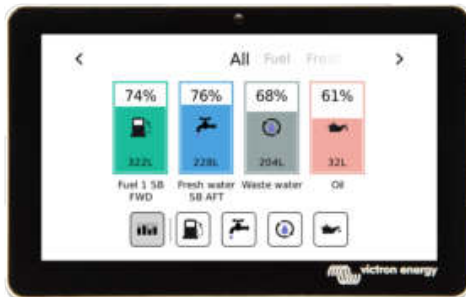 All Fuel Fresh
74% 76% 68% 61%
322L 228L 204L 32L
Fuel 1 SB Fresh water Waste water Oil
FWD SB AFT
victron energy